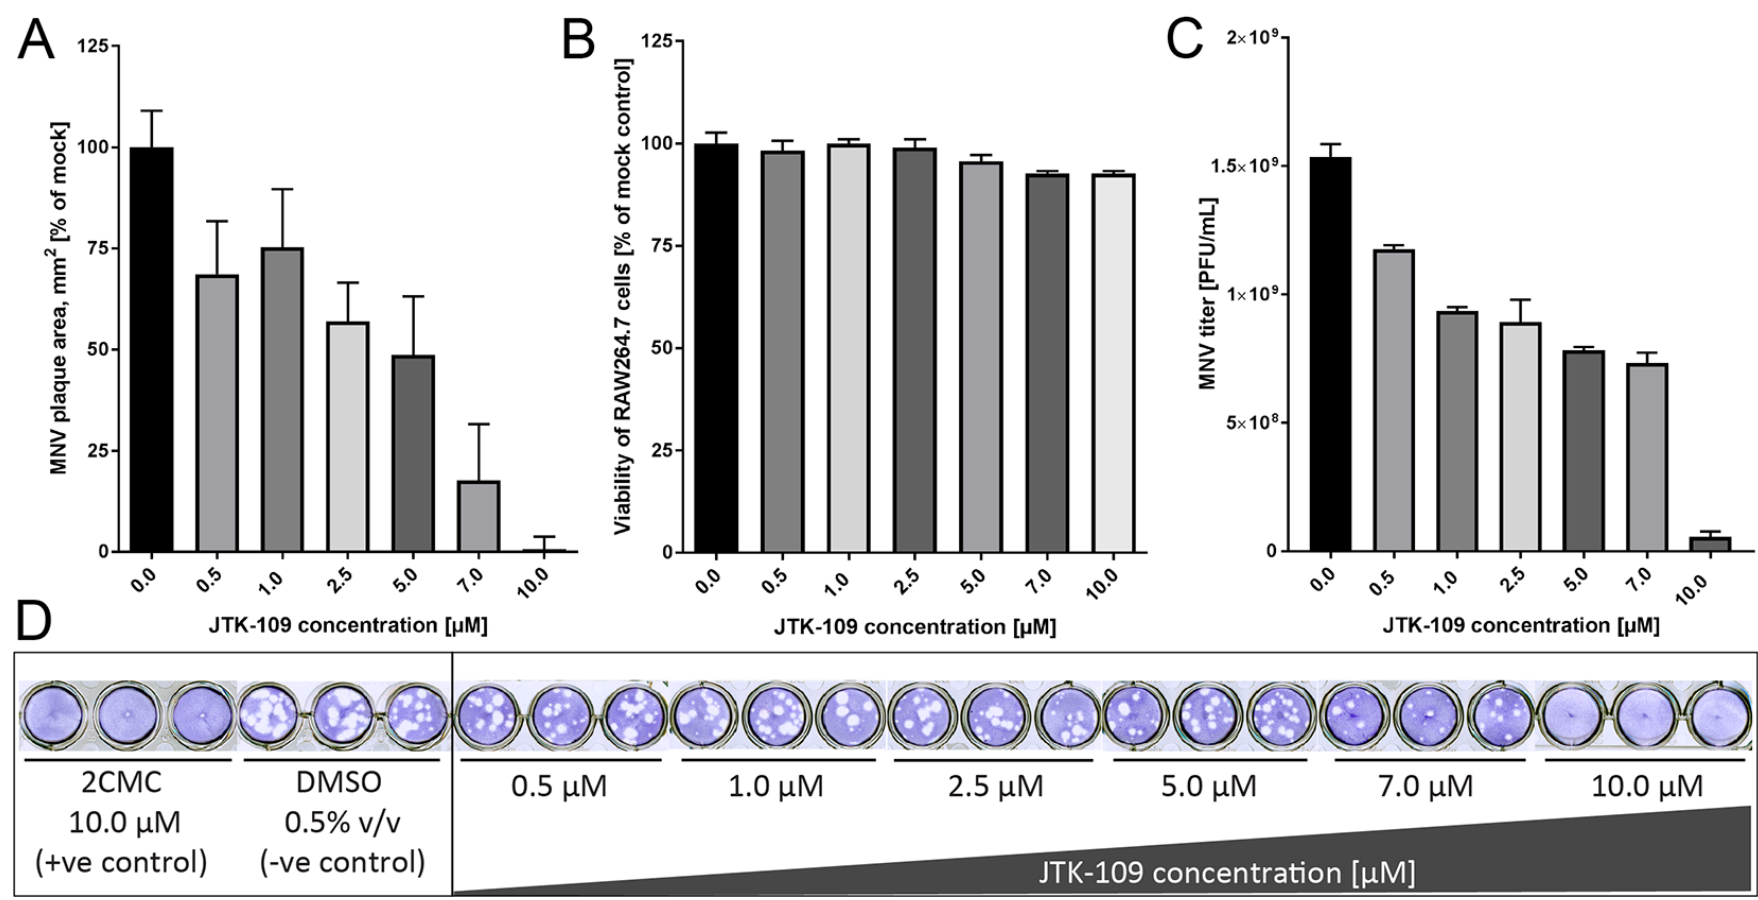 A
MNV plaque area, mm² [% of mock]
125
100
75
50
25
0
0.0 0.5 1.0 2.5 5.0 7.0 10.0
JTK-109 concentration [µM]
B
Viability of RAW264.7 cells [% of mock control]
125
100
75
50
25
0
0.0 0.5 1.0 2.5 5.0 7.0 10.0
JTK-109 concentration [µM]
C
MNV titer [PFU/mL]
2×10⁹
1.5×10⁹
1×10⁹
5×10⁸
0
0.0 0.5 1.0 2.5 5.0 7.0 10.0
JTK-109 concentration [µM]
D
2CMC
10.0 µM
(+ve control)
DMSO
0.5% v/v
(-ve control)
0.5 µM 1.0 µM 2.5 µM 5.0 µM 7.0 µM 10.0 µM
JTK-109 concentration [µM]